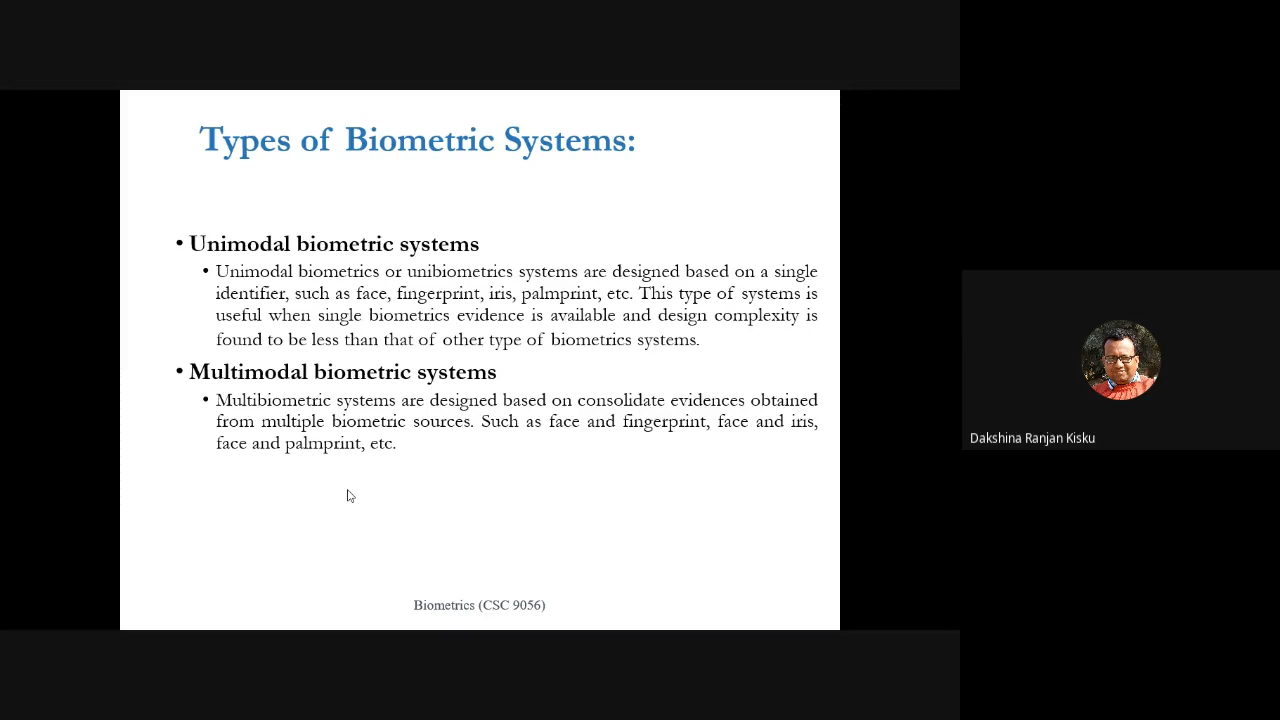 Types of Biometric Systems:
• Unimodal biometric systems
• Unimodal biometrics or unibiometrics systems are designed based on a single
identifier, such as face, fingerprint, iris, palmprint, etc. This type of systems is
useful when single biometrics evidence is available and design complexity is
found to be less than that of other type of biometrics systems.
• Multimodal biometric systems
• Multibiometric systems are designed based on consolidate evidences obtained
from multiple biometric sources. Such as face and fingerprint, face and iris,
face and palmprint, etc.
Biometrics (CSC 9056)
Dakshina Ranjan Kisku